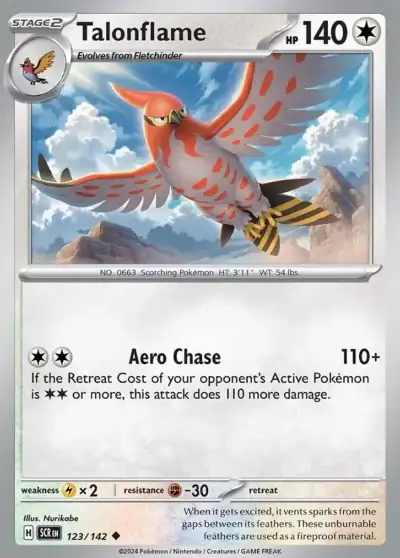 STAGE2
Talonflame
HP 140
Evolves from Fletchinder
NO. 0663 Scorching Pokémon HT: 3'11" WT: 54 lbs.
Aero Chase 110+
If the Retreat Cost of your opponent's Active Pokémon
is or more, this attack does 110 more damage.
weakness ×2 resistance -30 retreat
Illus. Nurikabe
H SCR EN 123/142
When it gets excited, it vents sparks from the
gaps between its feathers. These unburnable
feathers are used as a fireproof material.
©2024 Pokémon / Nintendo / Creatures / GAME FREAK